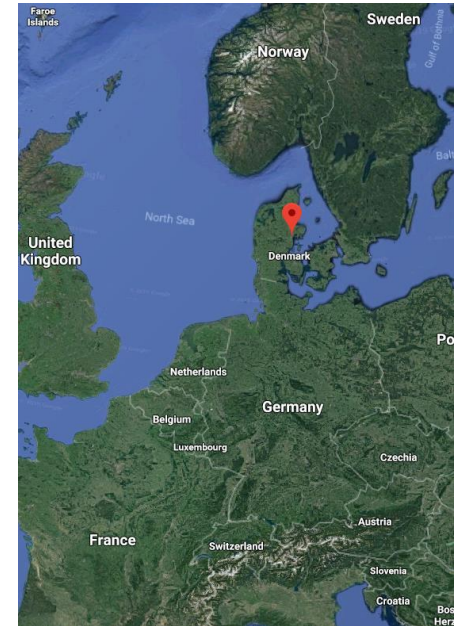 Faroe
Islands
Sweden
Norway
Gulf of Bothnia
Balt
North Sea
United
Kingdom
Denmark
Po
Netherlands
Germany
Belgium
Luxembourg
Czechia
France
Austria
Switzerland
Slovenia
Croatia
Bos
Herz